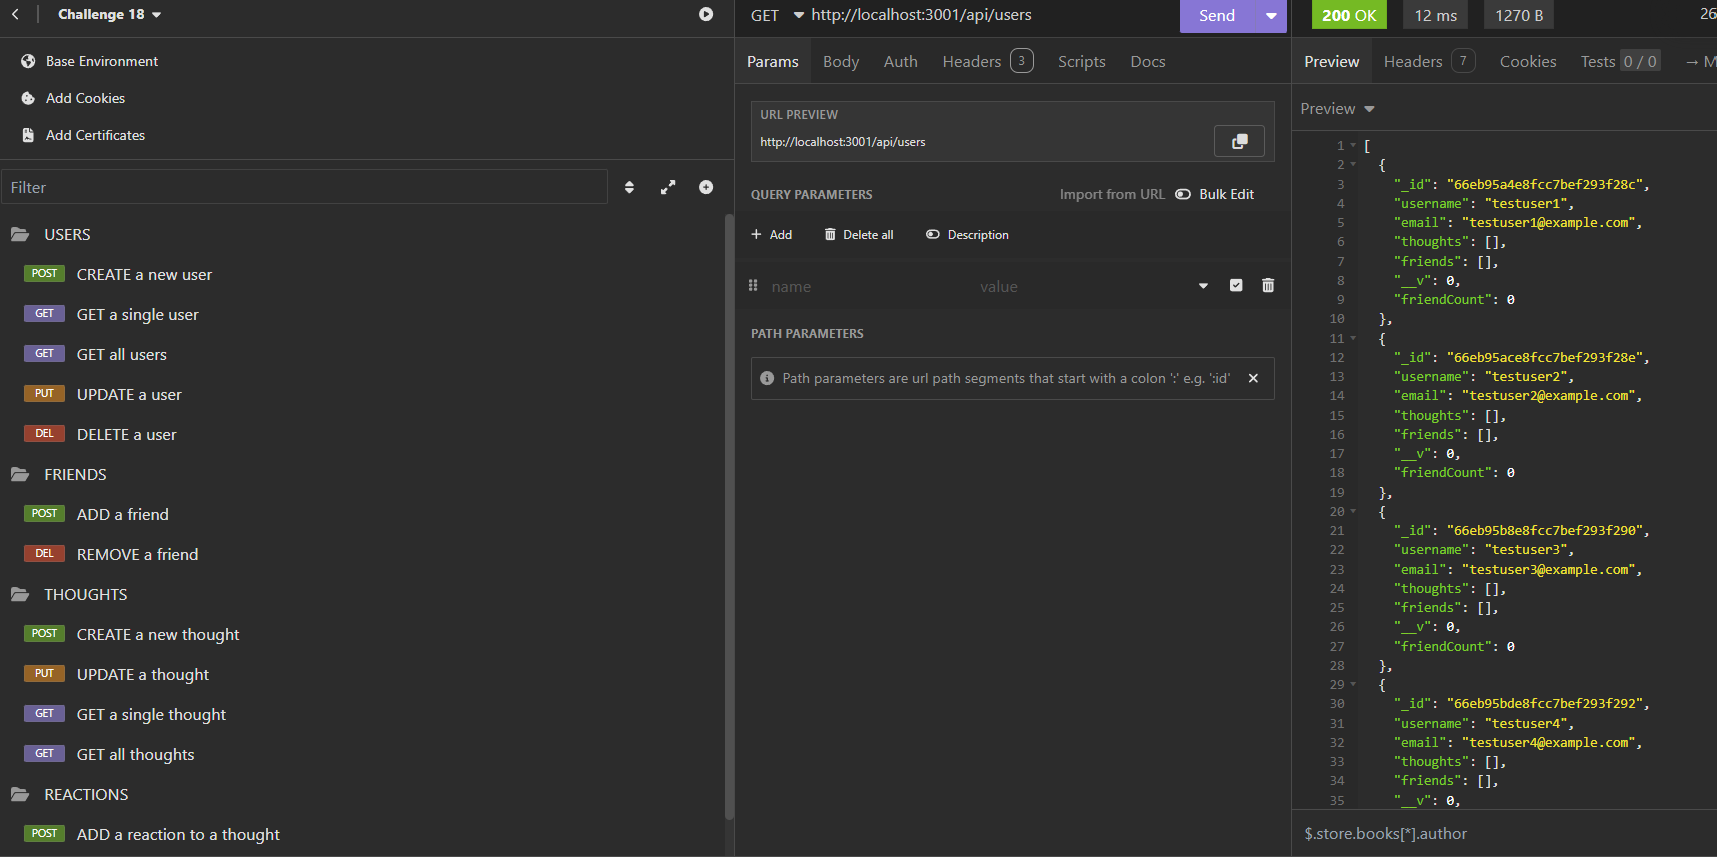 Challenge 18
Base Environment
Add Cookies
Add Certificates
Filter
USERS
POST CREATE a new user
GET GET a single user
GET GET all users
PUT UPDATE a user
DEL DELETE a user
FRIENDS
POST ADD a friend
DEL REMOVE a friend
THOUGHTS
POST CREATE a new thought
PUT UPDATE a thought
GET GET a single thought
GET GET all thoughts
REACTIONS
POST ADD a reaction to a thought
GET http://localhost:3001/api/users Send
Params Body Auth Headers 3 Scripts Docs
URL PREVIEW
http://localhost:3001/api/users
QUERY PARAMETERS Import from URL Bulk Edit
+ Add Delete all Description
name value
PATH PARAMETERS
Path parameters are url path segments that start with a colon ':' e.g. ':id'
200 OK 12 ms 1270 B 26
Preview Headers 7 Cookies Tests 0 / 0 → M
Preview
1 [
2 {
3 "_id": "66eb95a4e8fcc7bef293f28c",
4 "username": "testuser1",
5 "email": "testuser1@example.com",
6 "thoughts": [],
7 "friends": [],
8 "__v": 0,
9 "friendCount": 0
10 },
11 {
12 "_id": "66eb95ace8fcc7bef293f28e",
13 "username": "testuser2",
14 "email": "testuser2@example.com",
15 "thoughts": [],
16 "friends": [],
17 "__v": 0,
18 "friendCount": 0
19 },
20 {
21 "_id": "66eb95b8e8fcc7bef293f290",
22 "username": "testuser3",
23 "email": "testuser3@example.com",
24 "thoughts": [],
25 "friends": [],
26 "__v": 0,
27 "friendCount": 0
28 },
29 {
30 "_id": "66eb95bde8fcc7bef293f292",
31 "username": "testuser4",
32 "email": "testuser4@example.com",
33 "thoughts": [],
34 "friends": [],
35 "__v": 0,
$.store.books[*].author